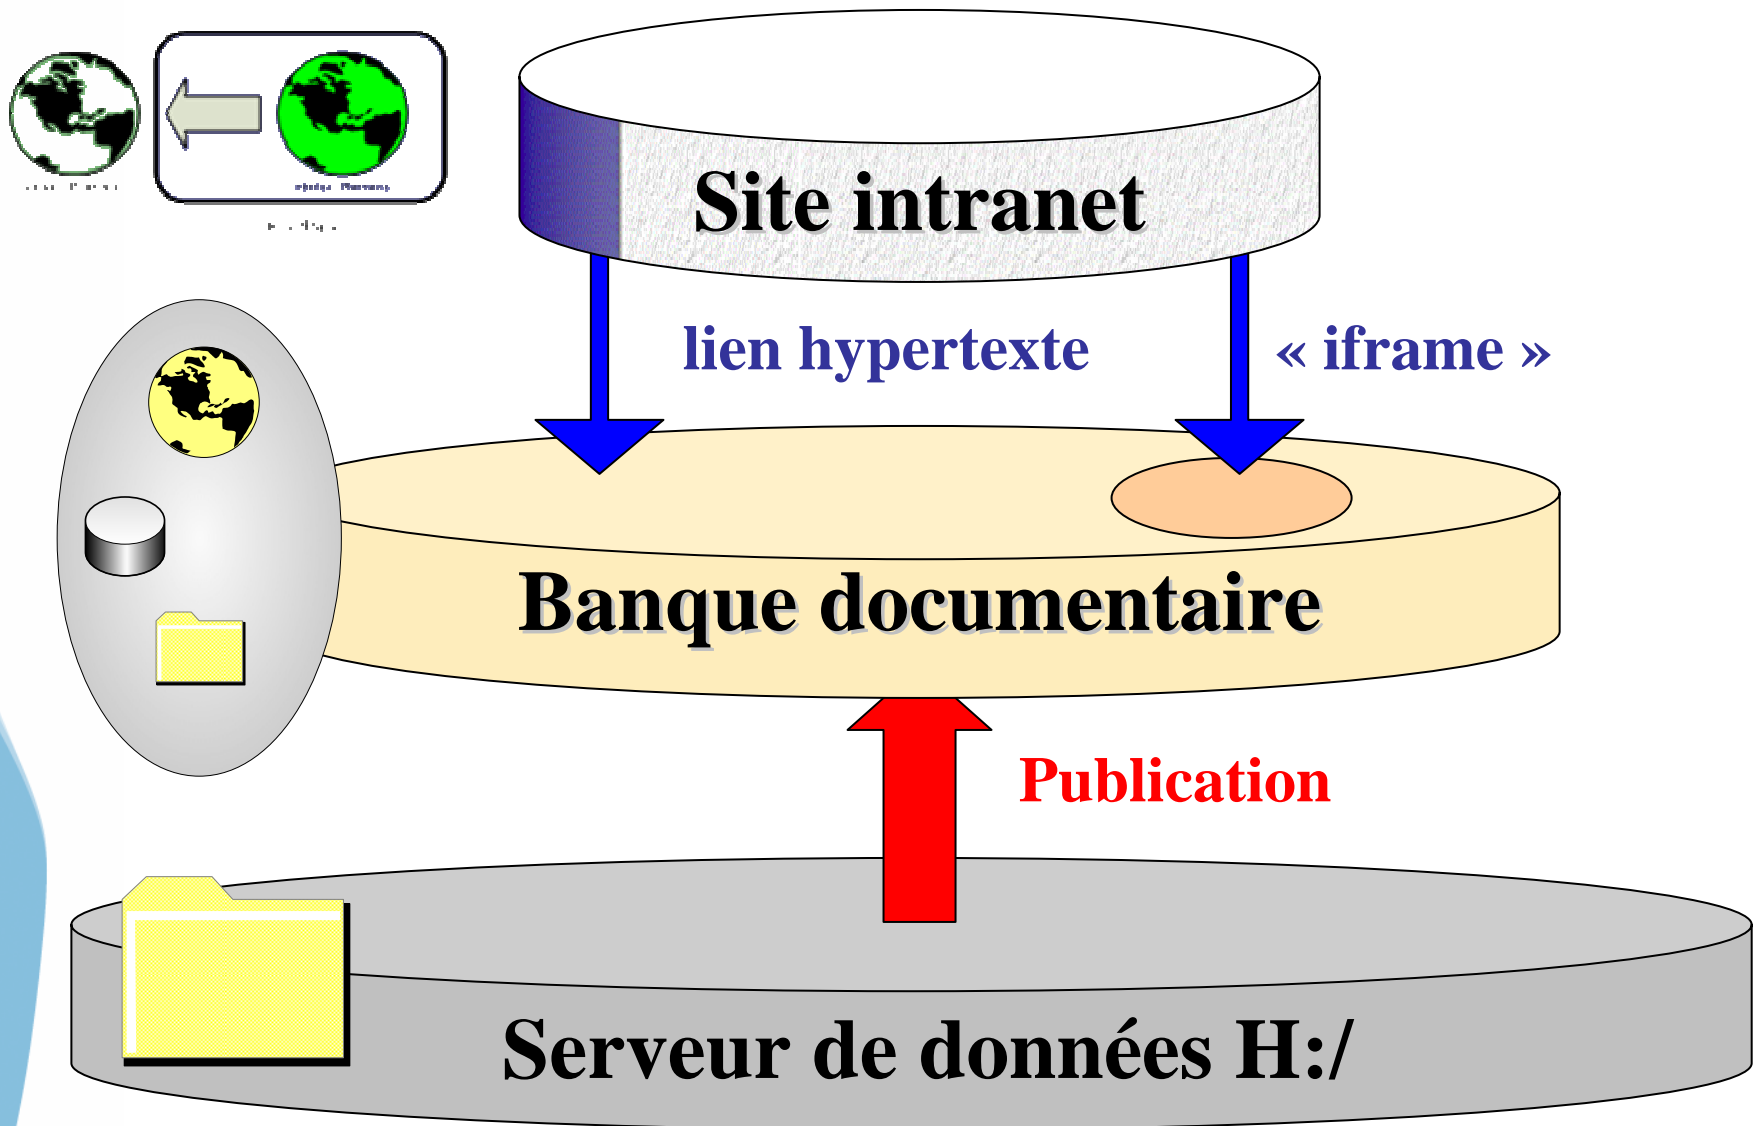 Site intranet
lien hypertexte
« iframe »
Banque documentaire
Publication
Serveur de données H:/